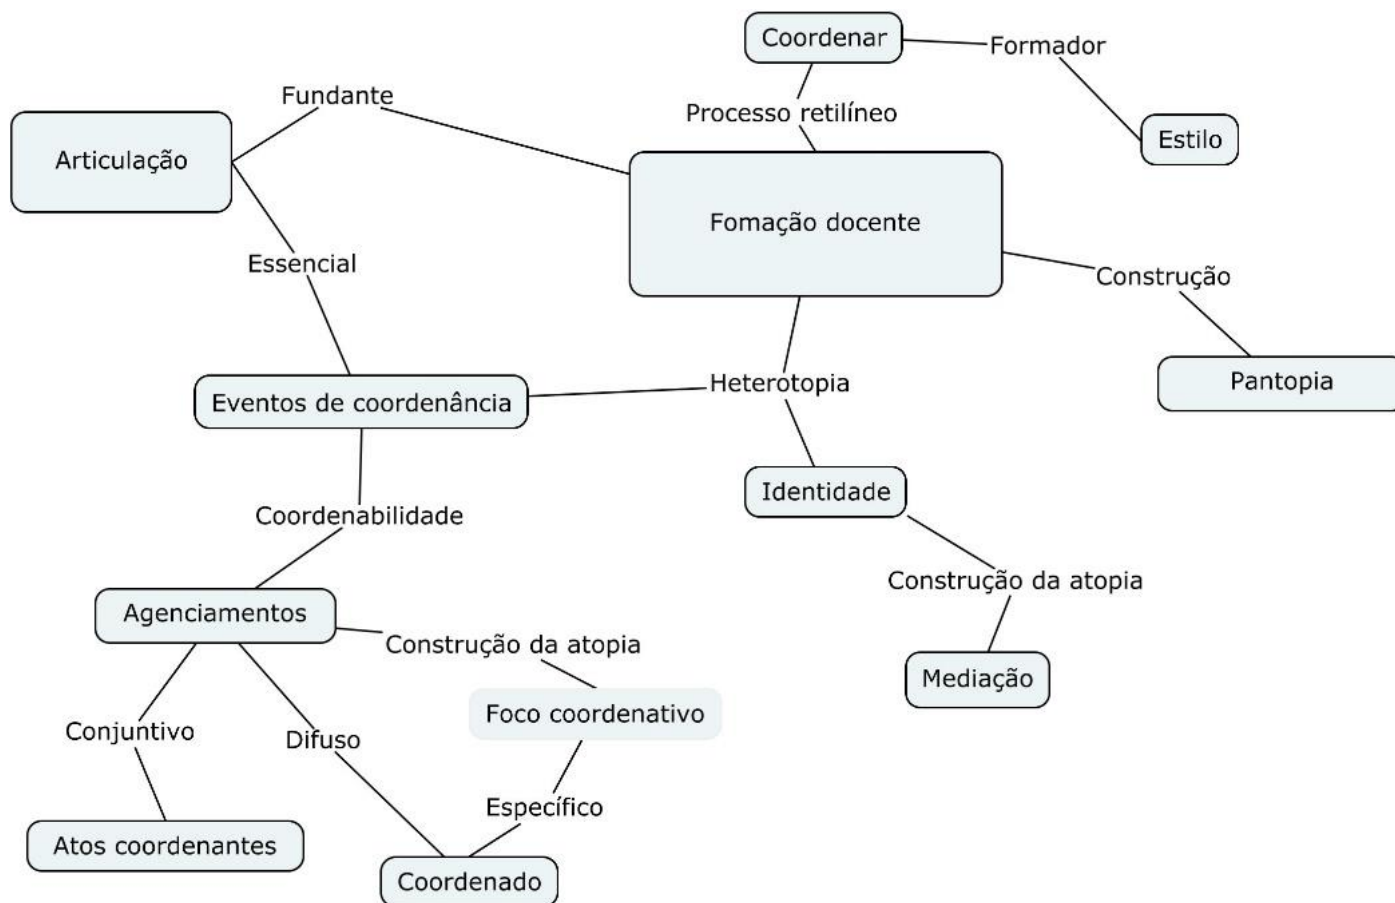 Coordenar
Formador
Fundante
Processo retilíneo
Estilo
Articulação
Fomação docente
Essencial
Construção
Heterotopia
Pantopia
Eventos de coordenância
Identidade
Coordenabilidade
Construção da atopia
Agenciamentos
Construção da atopia
Mediação
Foco coordenativo
Conjuntivo
Difuso
Específico
Atos coordenantes
Coordenado